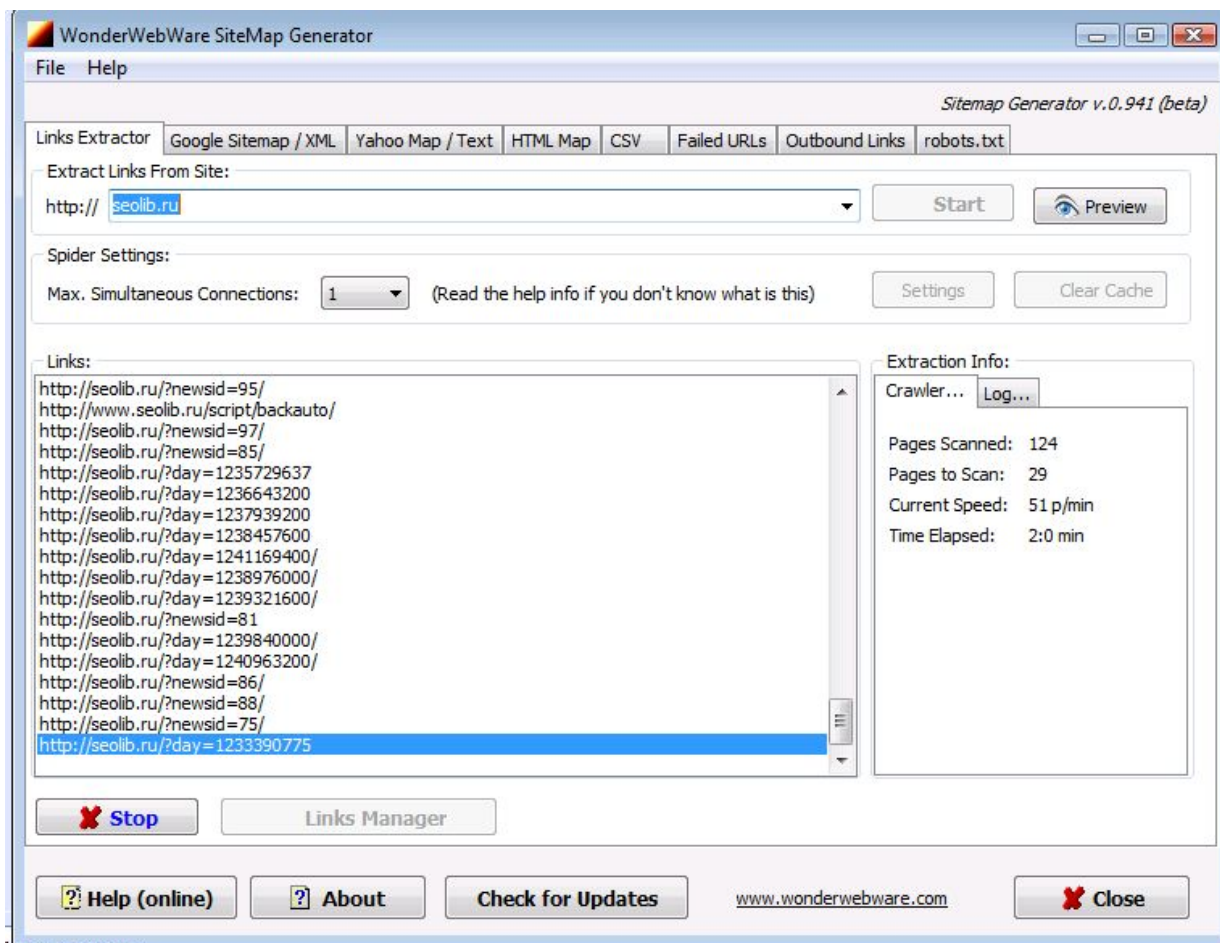 WonderWebWare SiteMap Generator
File Help
Sitemap Generator v.0.941 (beta)
Links Extractor Google Sitemap / XML Yahoo Map / Text HTML Map CSV Failed URLs Outbound Links robots.txt
Extract Links From Site:
http:// seolib.ru Start Preview
Spider Settings:
Max. Simultaneous Connections: 1 (Read the help info if you don't know what is this) Settings Clear Cache
Links:
http://seolib.ru/?newsid=95/
http://www.seolib.ru/script/backauto/
http://seolib.ru/?newsid=97/
http://seolib.ru/?newsid=85/
http://seolib.ru/?day=1235729637
http://seolib.ru/?day=1236643200
http://seolib.ru/?day=1237939200
http://seolib.ru/?day=1238457600
http://seolib.ru/?day=1241169400/
http://seolib.ru/?day=1238976000/
http://seolib.ru/?day=1239321600/
http://seolib.ru/?newsid=81
http://seolib.ru/?day=1239840000/
http://seolib.ru/?day=1240963200/
http://seolib.ru/?newsid=86/
http://seolib.ru/?newsid=88/
http://seolib.ru/?newsid=75/
http://seolib.ru/?day=1233390775
Extraction Info:
Crawler... Log...
Pages Scanned: 124
Pages to Scan: 29
Current Speed: 51 p/min
Time Elapsed: 2:0 min
Stop Links Manager
Help (online) About Check for Updates www.wonderwebware.com Close